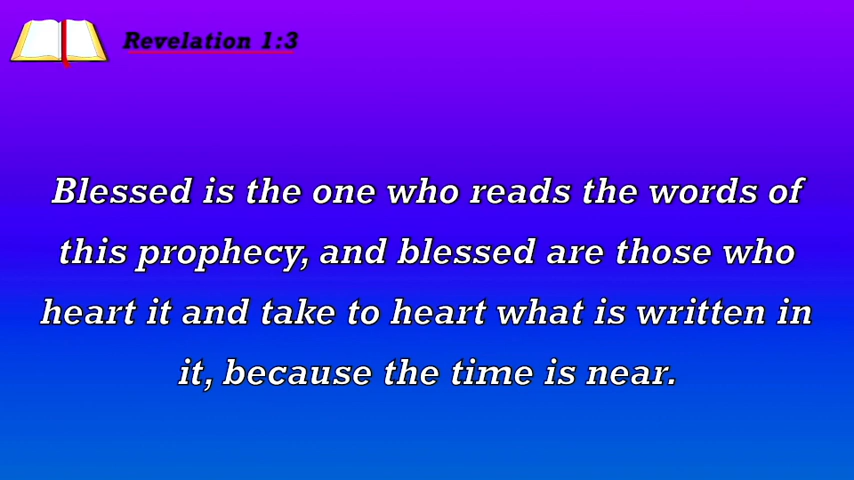 Revelation 1:3
Blessed is the one who reads the words of
this prophecy, and blessed are those who
heart it and take to heart what is written in
it, because the time is near.